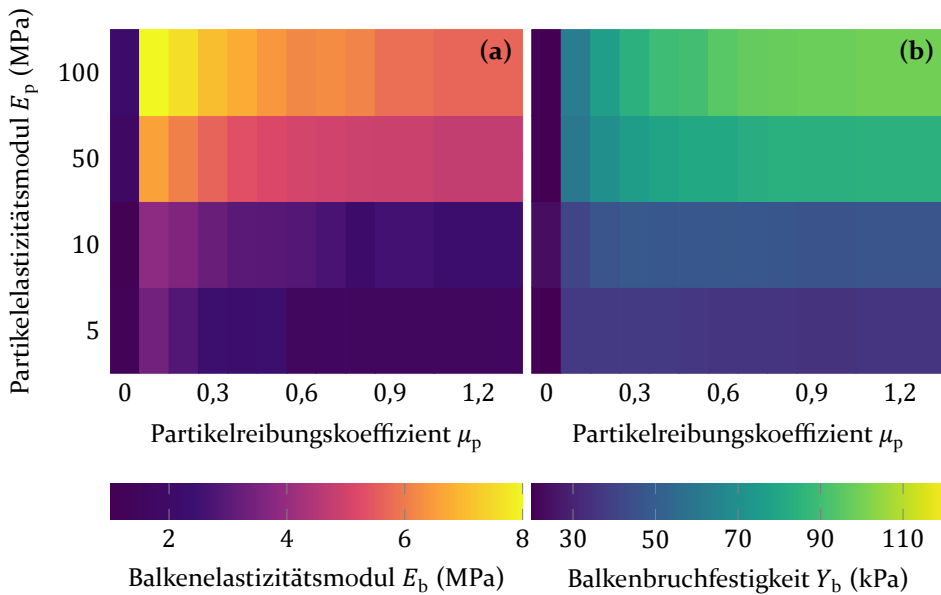 (a)
(b)
Partikelelastizitätsmodul Eₚ (MPa)
100
50
10
5
0 0,3 0,6 0,9 1,2
0 0,3 0,6 0,9 1,2
Partikelreibungskoeffizient μₚ
Partikelreibungskoeffizient μₚ
2 4 6 8
30 50 70 90 110
Balkenelastizitätsmodul E_b (MPa)
Balkenbruchfestigkeit Y_b (kPa)